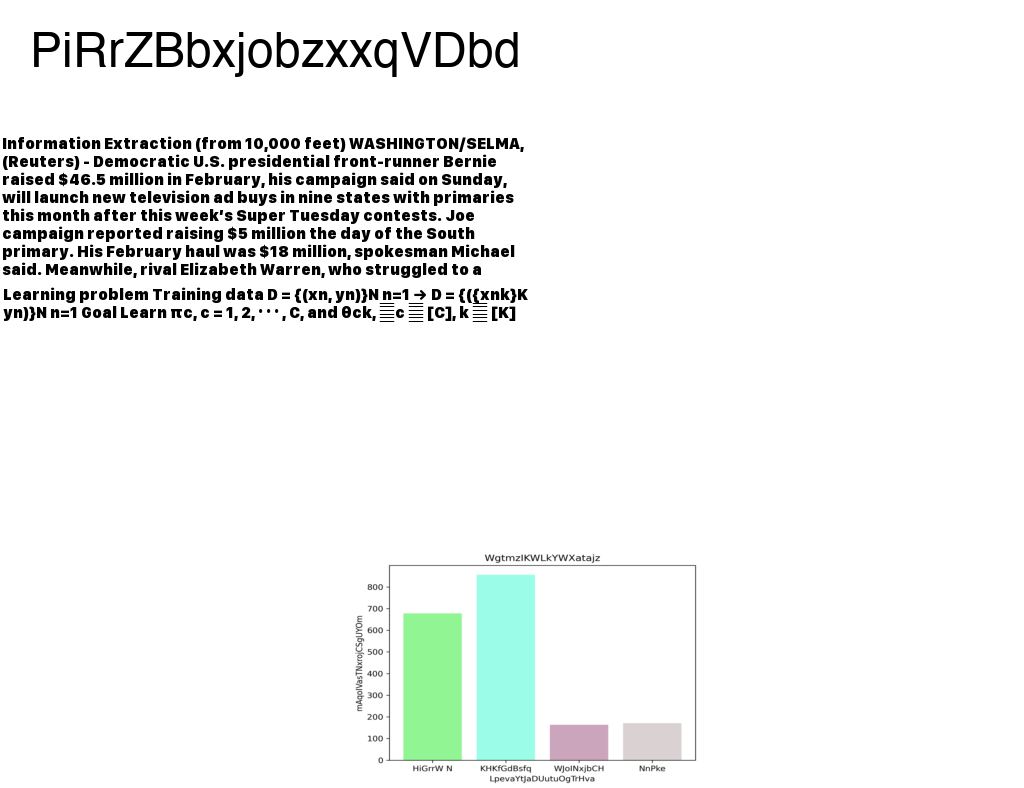 PiRrZBbxjobzxxqVDbd
Information Extraction (from 10,000 feet) WASHINGTON/SELMA,
(Reuters) - Democratic U.S. presidential front-runner Bernie
raised $46.5 million in February, his campaign said on Sunday,
will launch new television ad buys in nine states with primaries
this month after this week's Super Tuesday contests. Joe
campaign reported raising $5 million the day of the South
primary. His February haul was $18 million, spokesman Michael
said. Meanwhile, rival Elizabeth Warren, who struggled to a
Learning problem Training data D = {(xn, yn)}N n=1 → D = {({xnk}K
yn)}N n=1 Goal Learn πc, c = 1, 2, · · · , C, and θck, c [C], k [K]
WgtmzIKWLkYWXatajz
800
700
600
500
400
300
200
100
0
HiGrrW N KHKfGdBsfq WJoINxjbCH NnPke
LpevaYtJaDUutuOgTrHva